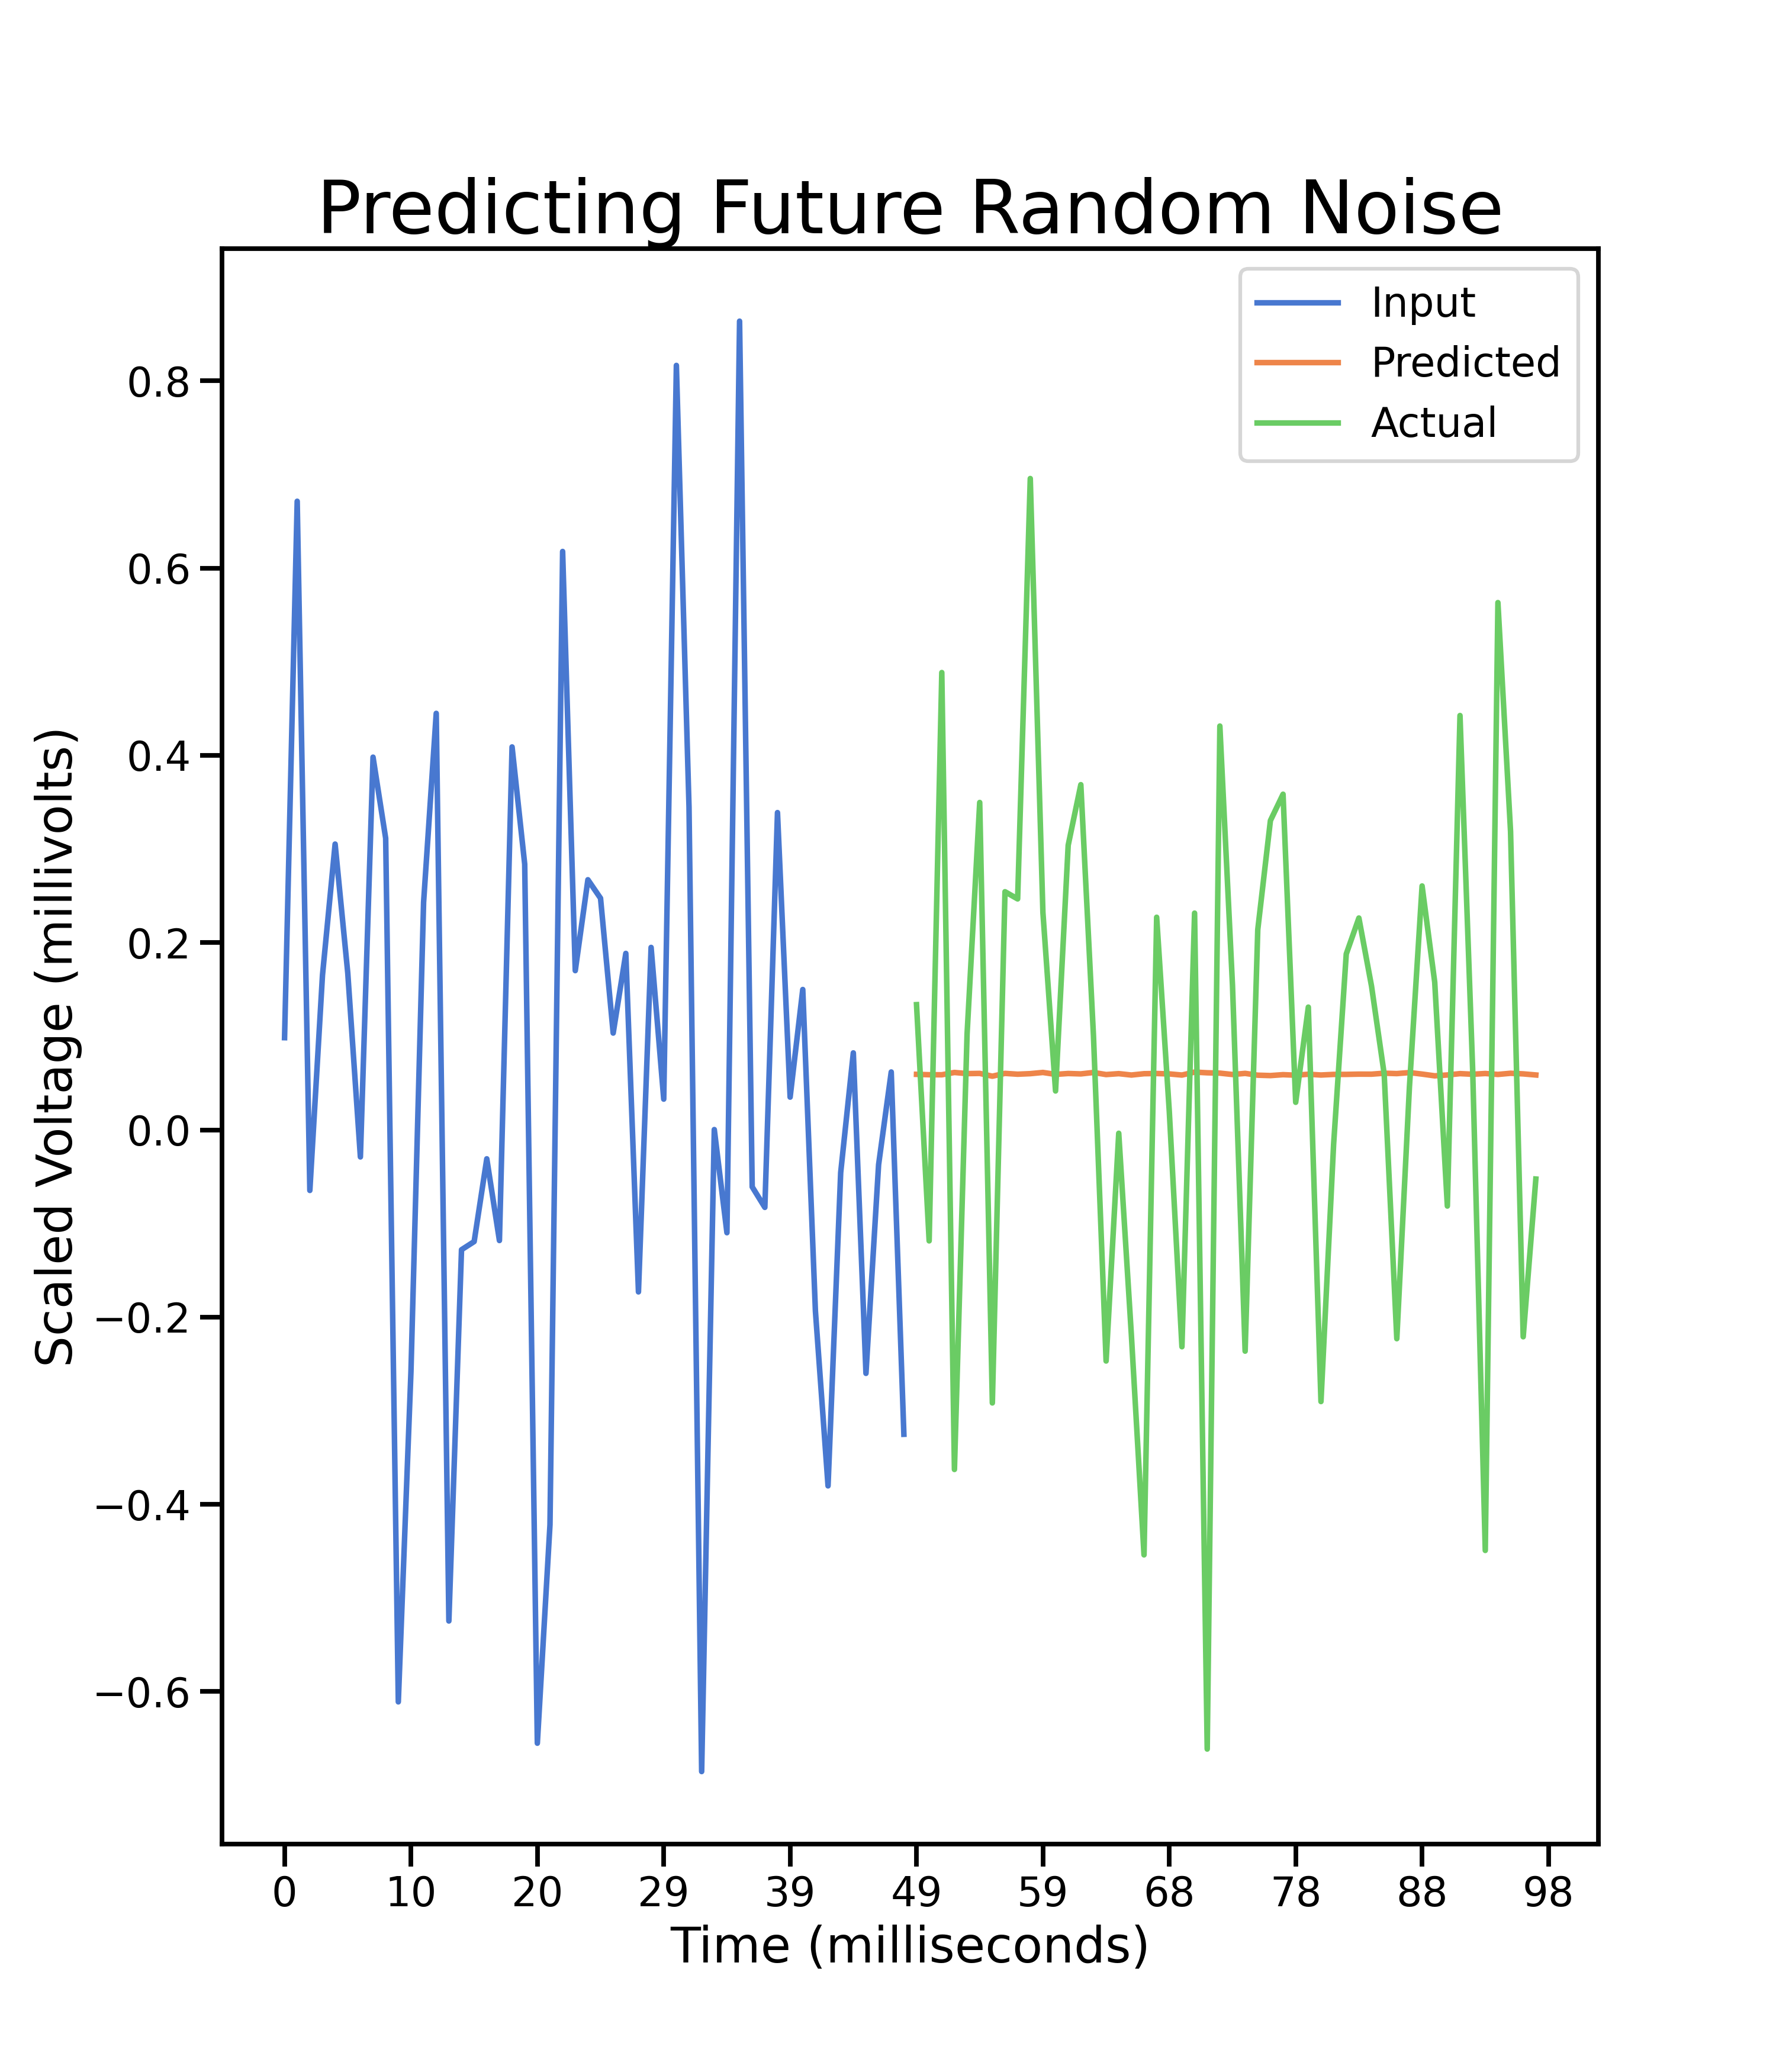 Predicting Future Random Noise
Input
Predicted
Actual
Scaled Voltage (millivolts)
0.8
0.6
0.4
0.2
0.0
−0.2
−0.4
−0.6
0 10 20 29 39 49 59 68 78 88 98
Time (milliseconds)